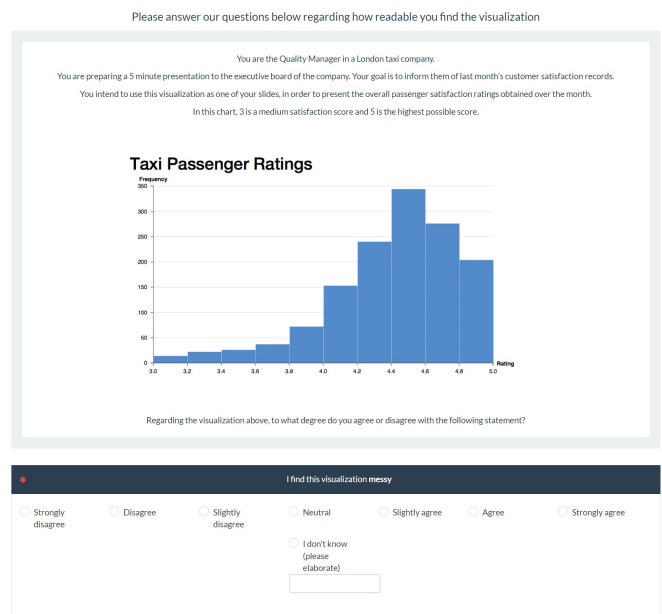 Please answer our questions below regarding how readable you find the visualization
You are the Quality Manager in a London taxi company.
You are preparing a 5 minute presentation to the executive board of the company. Your goal is to inform them of last month's customer satisfaction records.
You intend to use this visualization as one of your slides, in order to present the overall passenger satisfaction ratings obtained over the month.
In this chart, 3 is a medium satisfaction score and 5 is the highest possible score.
Taxi Passenger Ratings
Frequency
350
300
250
200
150
100
50
0
3.0 3.2 3.4 3.6 3.8 4.0 4.2 4.4 4.6 4.8 5.0
Rating
Regarding the visualization above, to what degree do you agree or disagree with the following statement?
* I find this visualization messy
Strongly disagree
Disagree
Slightly disagree
Neutral
Slightly agree
Agree
Strongly agree
I don't know
(please
elaborate)